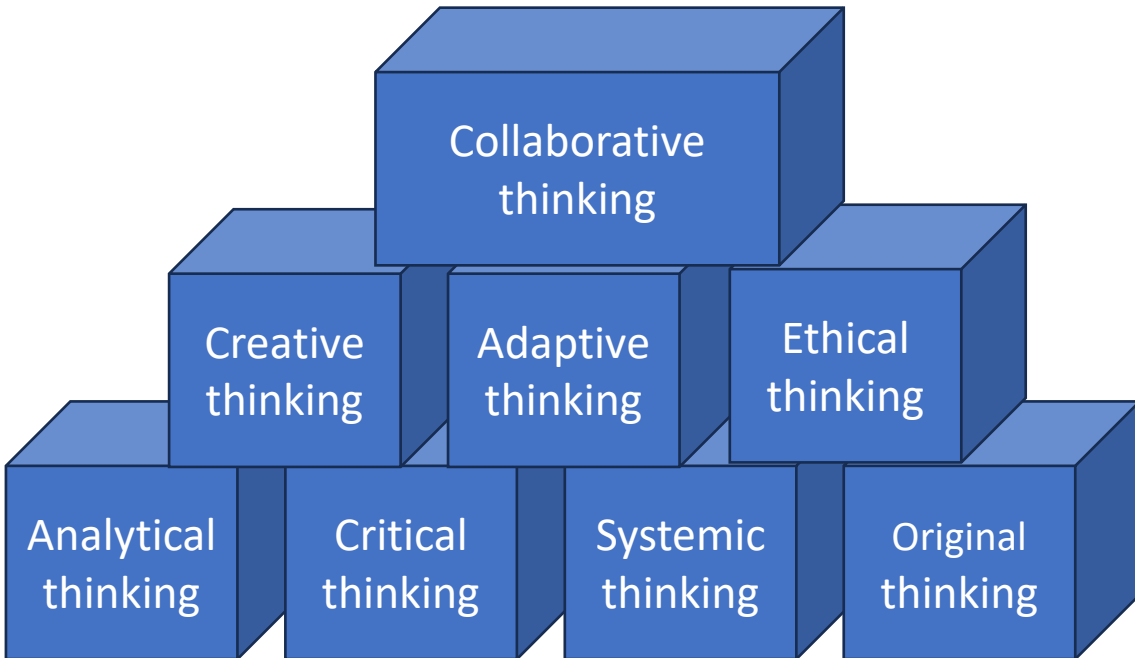 Collaborative
thinking
Creative
thinking
Adaptive
thinking
Ethical
thinking
Analytical
thinking
Critical
thinking
Systemic
thinking
Original
thinking